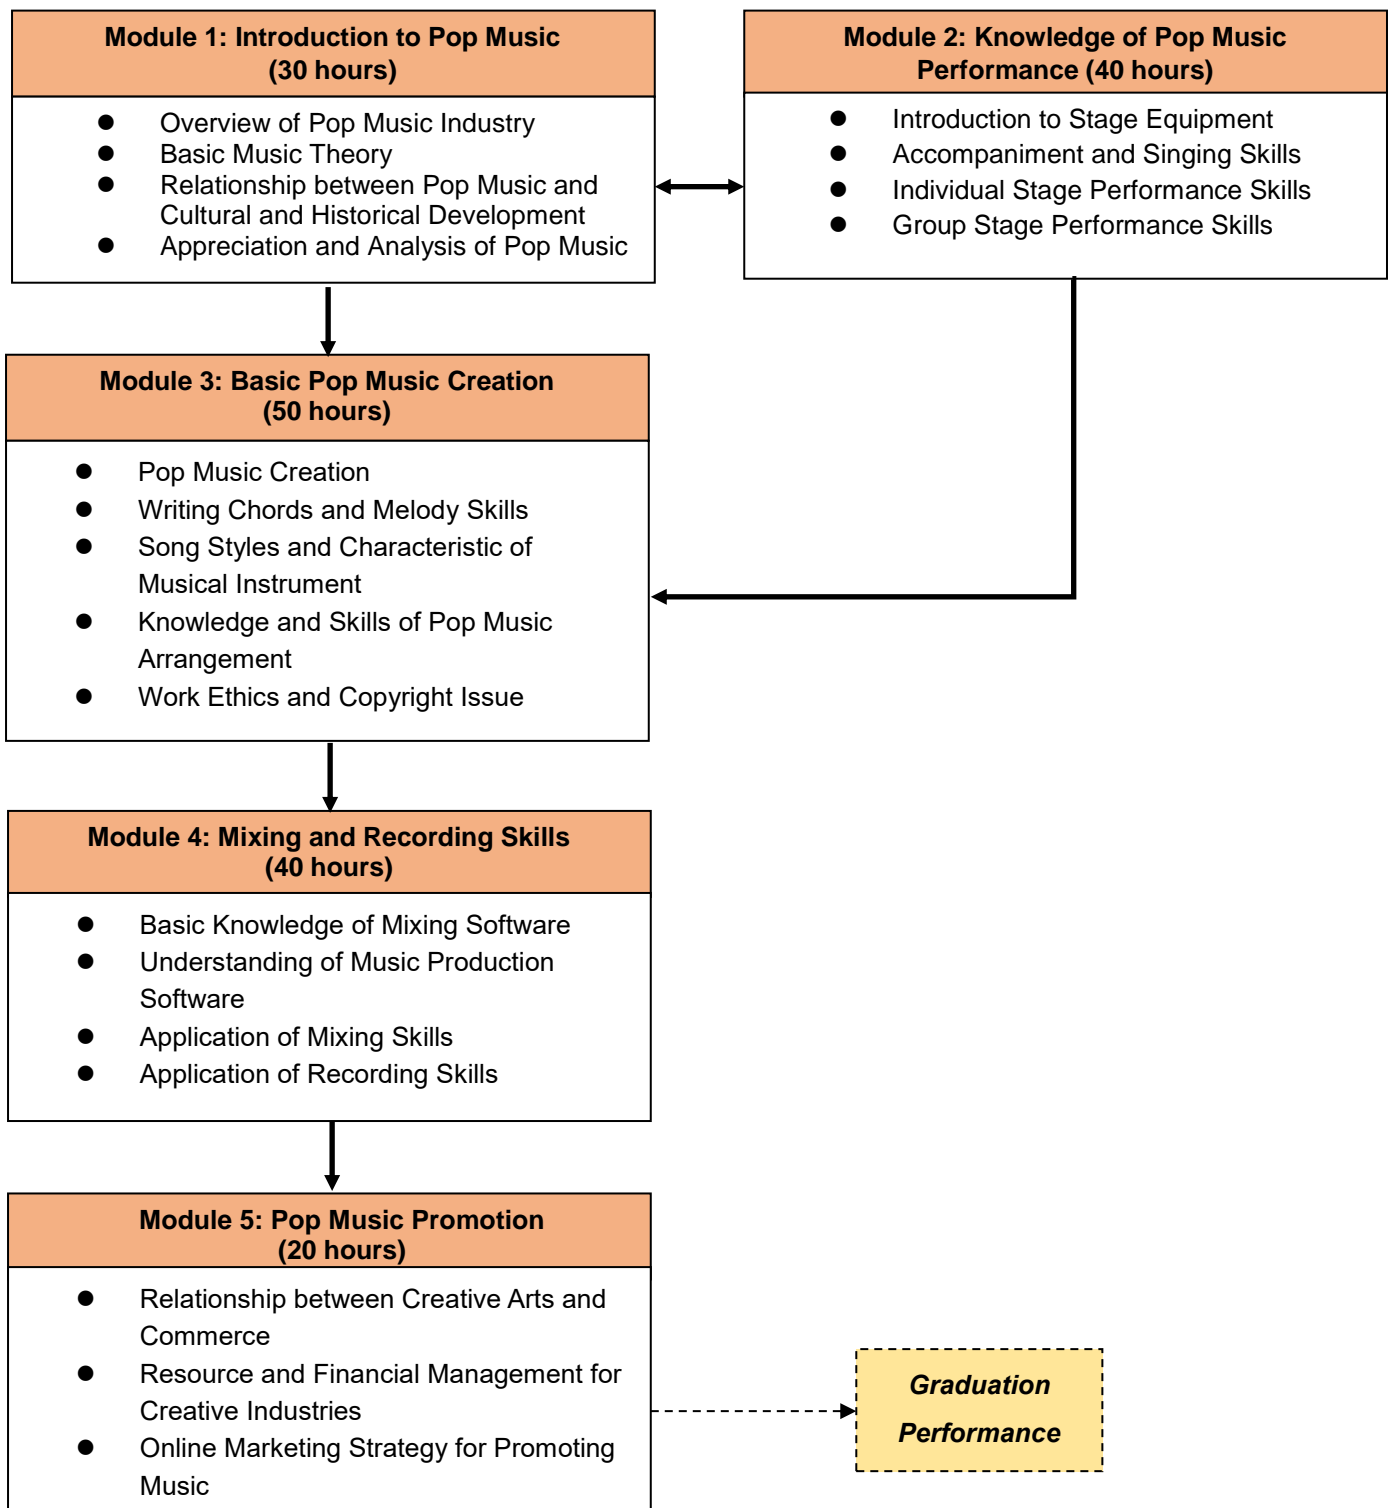 Module 1: Introduction to Pop Music
(30 hours)
● Overview of Pop Music Industry
● Basic Music Theory
● Relationship between Pop Music and
Cultural and Historical Development
● Appreciation and Analysis of Pop Music
Module 2: Knowledge of Pop Music
Performance (40 hours)
● Introduction to Stage Equipment
● Accompaniment and Singing Skills
● Individual Stage Performance Skills
● Group Stage Performance Skills
Module 3: Basic Pop Music Creation
(50 hours)
● Pop Music Creation
● Writing Chords and Melody Skills
● Song Styles and Characteristic of
Musical Instrument
● Knowledge and Skills of Pop Music
Arrangement
● Work Ethics and Copyright Issue
Module 4: Mixing and Recording Skills
(40 hours)
● Basic Knowledge of Mixing Software
● Understanding of Music Production
Software
● Application of Mixing Skills
● Application of Recording Skills
Module 5: Pop Music Promotion
(20 hours)
● Relationship between Creative Arts and
Commerce
● Resource and Financial Management for
Creative Industries
● Online Marketing Strategy for Promoting
Music
Graduation
Performance